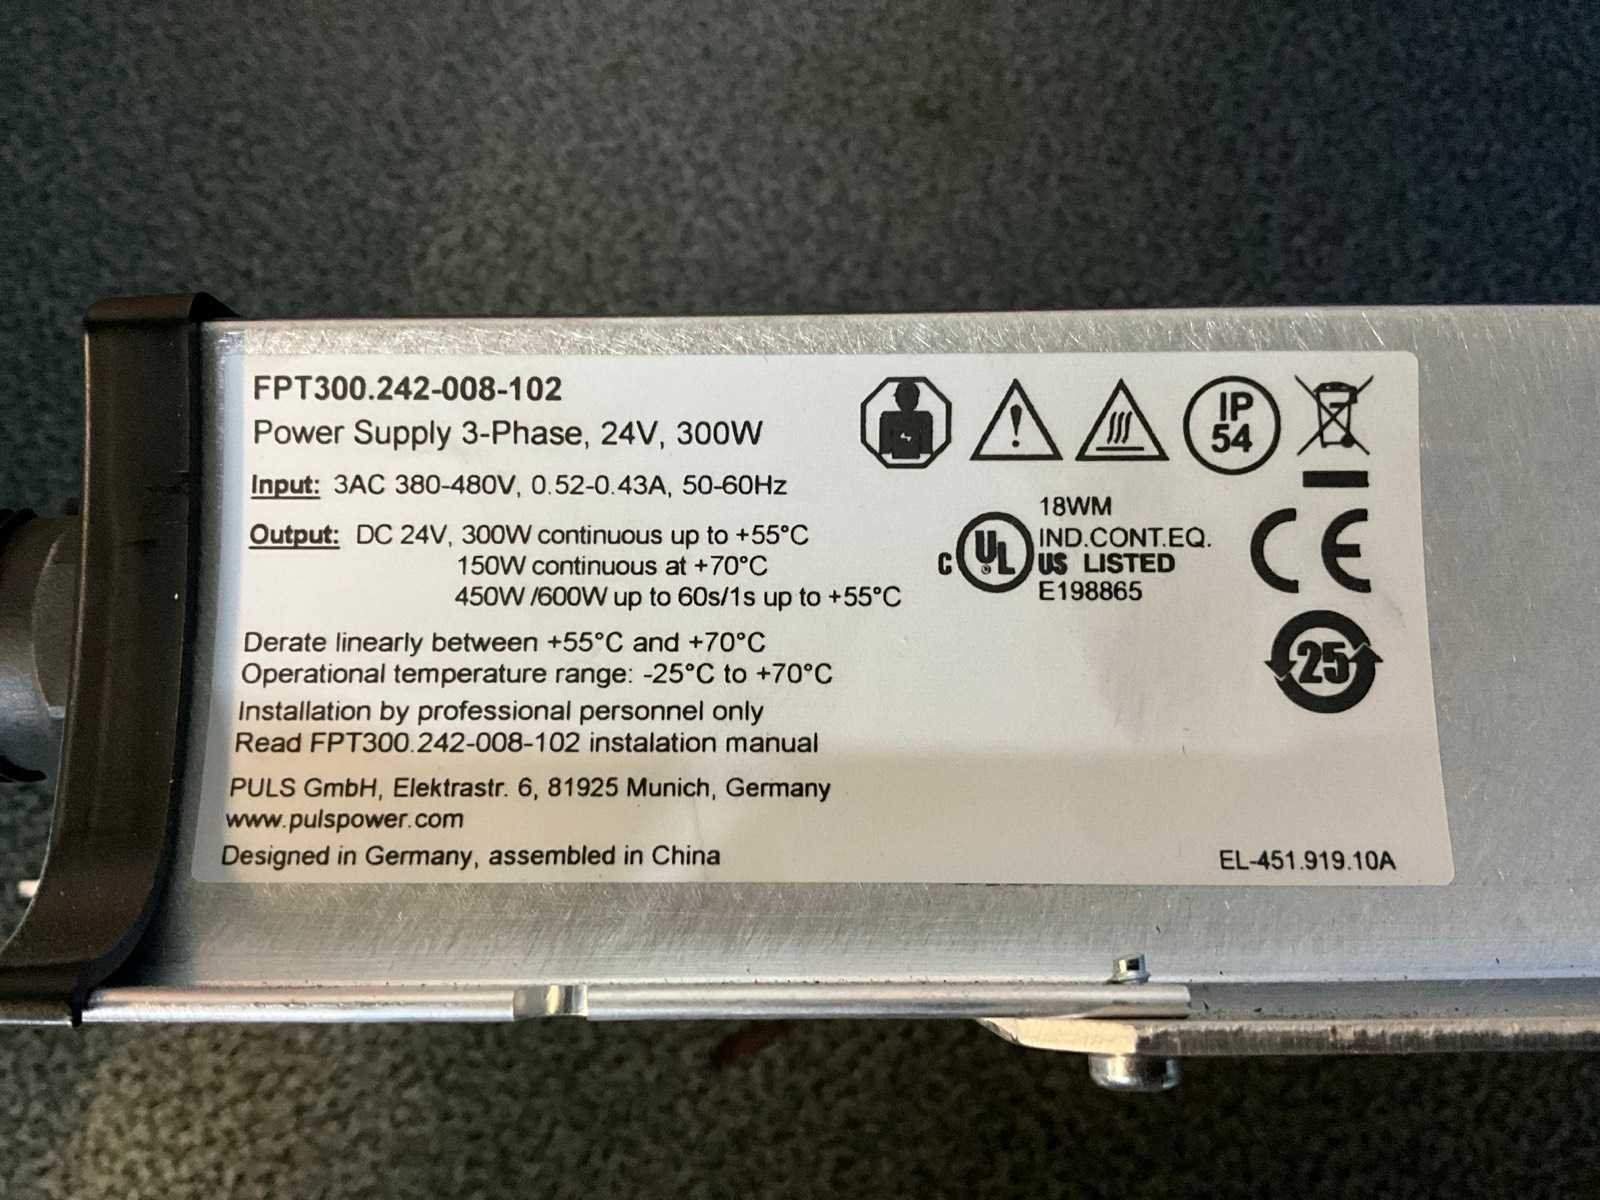 FPT300.242-008-102
Power Supply 3-Phase, 24V, 300W
Input: 3AC 380-480V, 0.52-0.43A, 50-60Hz
Output: DC 24V, 300W continuous up to +55°C
150W continuous at +70°C
450W /600W up to 60s/1s up to +55°C
Derate linearly between +55°C and +70°C
Operational temperature range: -25°C to +70°C
Installation by professional personnel only
Read FPT300.242-008-102 instalation manual
PULS GmbH, Elektrastr. 6, 81925 Munich, Germany
www.pulspower.com
Designed in Germany, assembled in China
IP
54
18WM
IND.CONT.EQ.
C UL ® US LISTED
E198865
CE
25
EL-451.919.10A